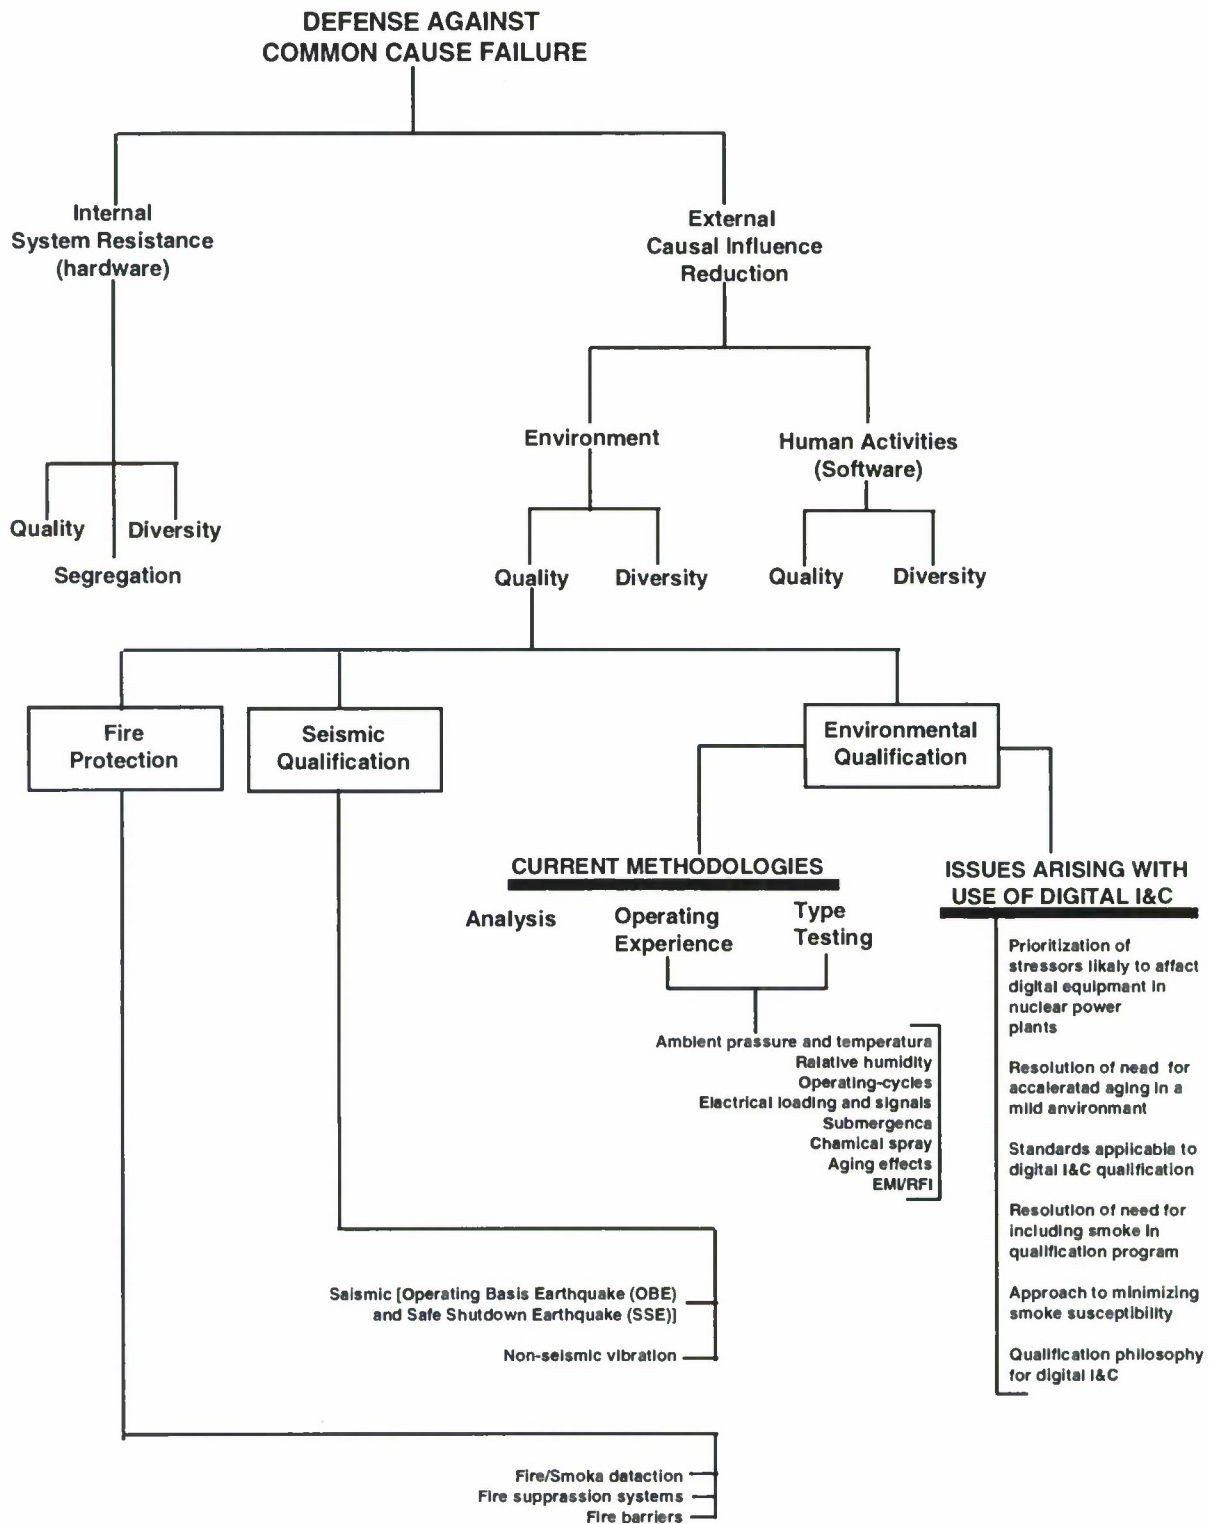 DEFENSE AGAINST
COMMON CAUSE FAILURE
Internal
System Resistance
(hardware)
External
Causal Influence
Reduction
Environment
Human Activities
(Software)
Quality
Diversity
Segregation
Quality
Diversity
Quality
Diversity
Fire
Protection
Seismic
Qualification
Environmental
Qualification
CURRENT METHODOLOGIES
Analysis
Operating
Experience
Type
Testing
Ambient prassure and temperatura
Ralative humidity
Operating-cycles
Elactrical loading and signals
Submergenca
Chamical spray
Aging effects
EMI/RFI
ISSUES ARISING WITH
USE OF DIGITAL I&C
Prioritization of
stressors likaly to affact
digital equipmant in
nuclear power
plants
Resolution of naad for
accaleratad aging in a
mild anvironmant
Standards applicabla to
digital I&C qualification
Resolution of need for
including smoke in
qualification program
Approach to minimizing
smoke susceptibility
Qualification philosophy
for digital I&C
Saismic [Operating Basis Earthquake (OBE)
and Safe Shutdown Earthquake (SSE)]
Non-seismic vibration
Fire/Smoka dataction
Fire supprassion systems
Fire barriers